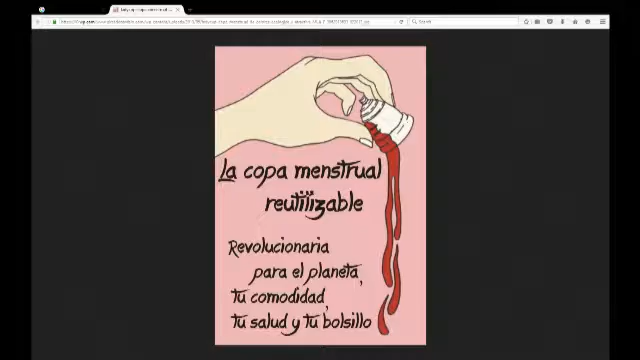 La copa menstrual
reutilizable
Revolucionaria
para el planeta,
tu comodidad,
tu salud y tu bolsillo